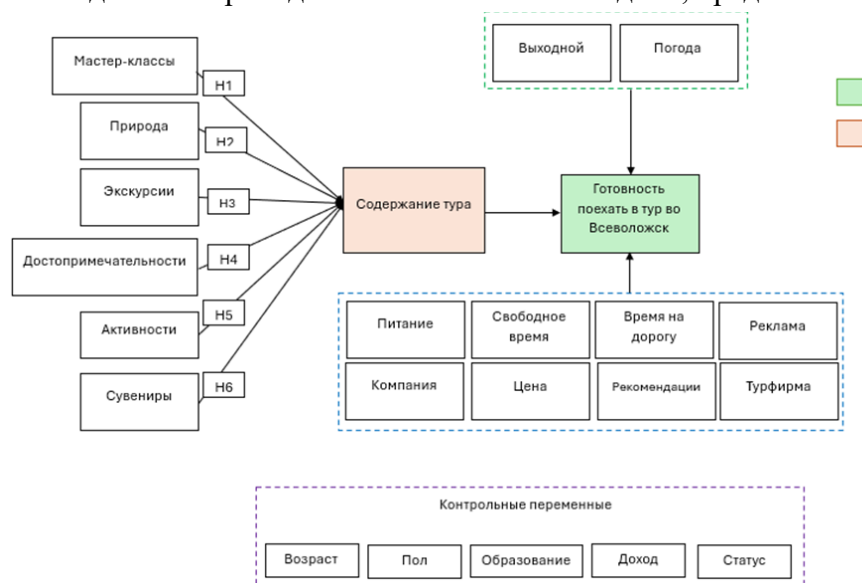 Выходной
Погода
Мастер-классы
H1
Природа
H2
Экскурсии
H3
Содержание тура
Готовность
поехать в тур во
Всеволожск
Достопримечательности
H4
Активности
H5
Сувениры
H6
Питание
Свободное
время
Время на
дорогу
Реклама
Компания
Цена
Рекомендации
Турфирма
Контрольные переменные
Возраст
Пол
Образование
Доход
Статус